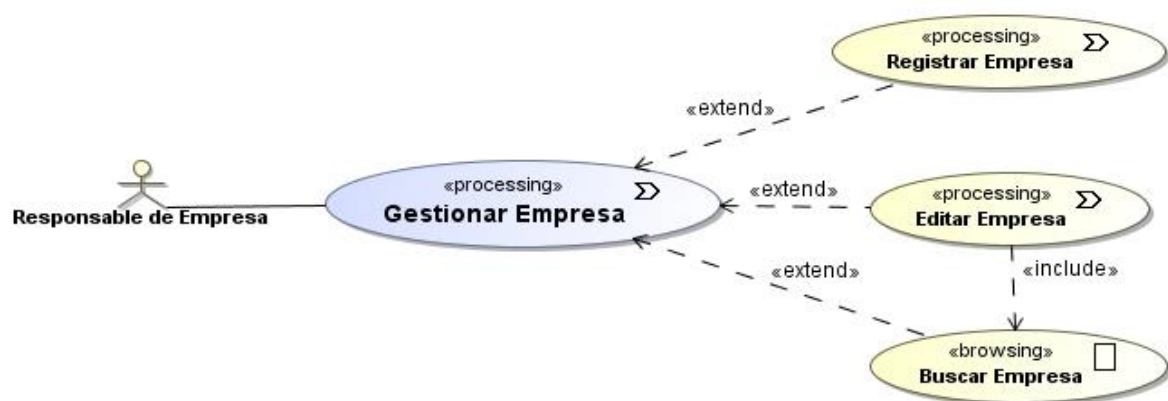 «processing»
Registrar Empresa
«extend»
«processing»
Gestionar Empresa
Responsable de Empresa
«extend»
«processing»
Editar Empresa
«extend»
«include»
«browsing»
Buscar Empresa